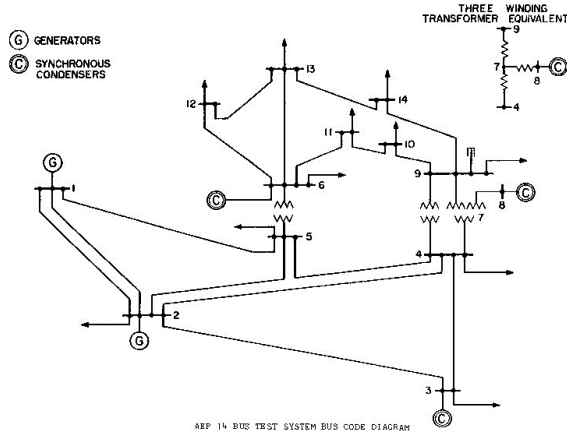 THREE WINDING
TRANSFORMER EQUIVALENT
9
7
C
8
4
G GENERATORS
C SYNCHRONOUS
CONDENSERS
13
12
14
11
10
G
1
C
6
9
8
C
7
5
4
2
G
3
C
AEP 14 BUS TEST SYSTEM BUS CODE DIAGRAM